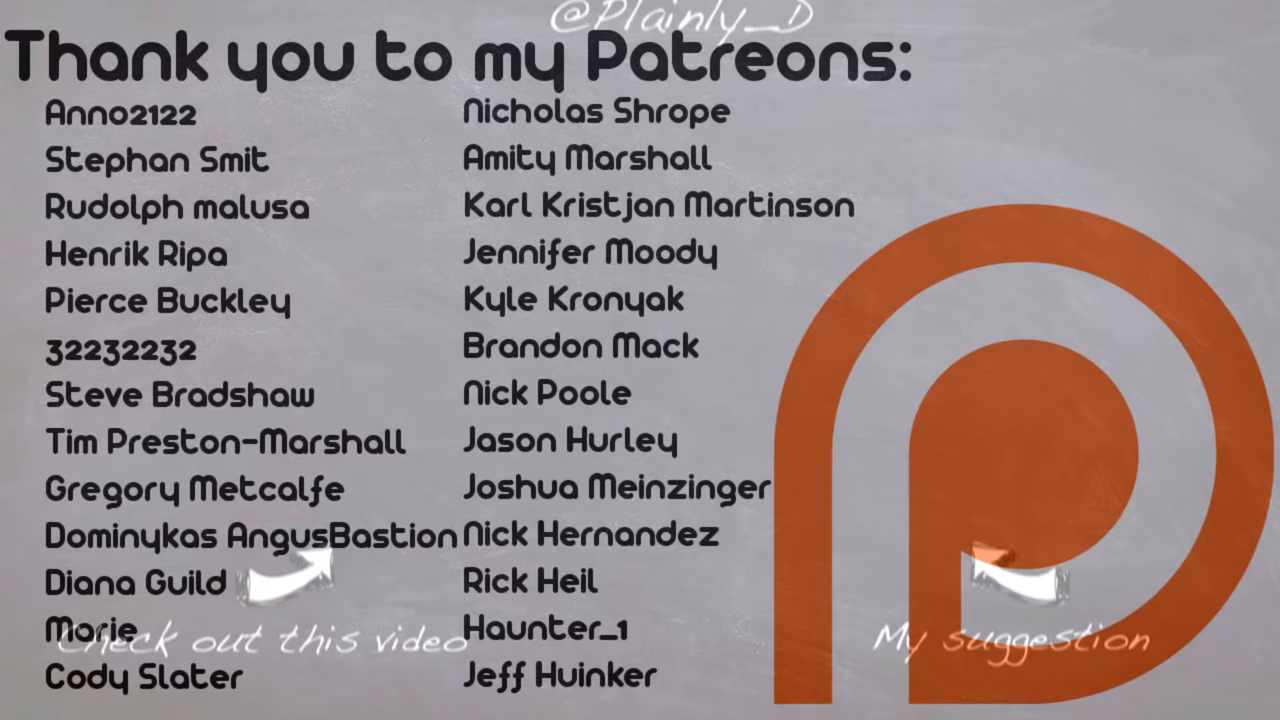 @Plainly_D
Thank you to my Patreons:
Anno2122
Stephan Smit
Rudolph malusa
Henrik Ripa
Pierce Buckley
32232232
Steve Bradshaw
Tim Preston-Marshall
Gregory Metcalfe
Dominykas AngusBastion
Diana Guild
Marie
Cody Slater
Nicholas Shrope
Amity Marshall
Karl Kristjan Martinson
Jennifer Moody
Kyle Kronyak
Brandon Mack
Nick Poole
Jason Hurley
Joshua Meinzinger
Nick Hernandez
Rick Heil
Haunter_1
Jeff Huinker
Check out this video
My suggestion